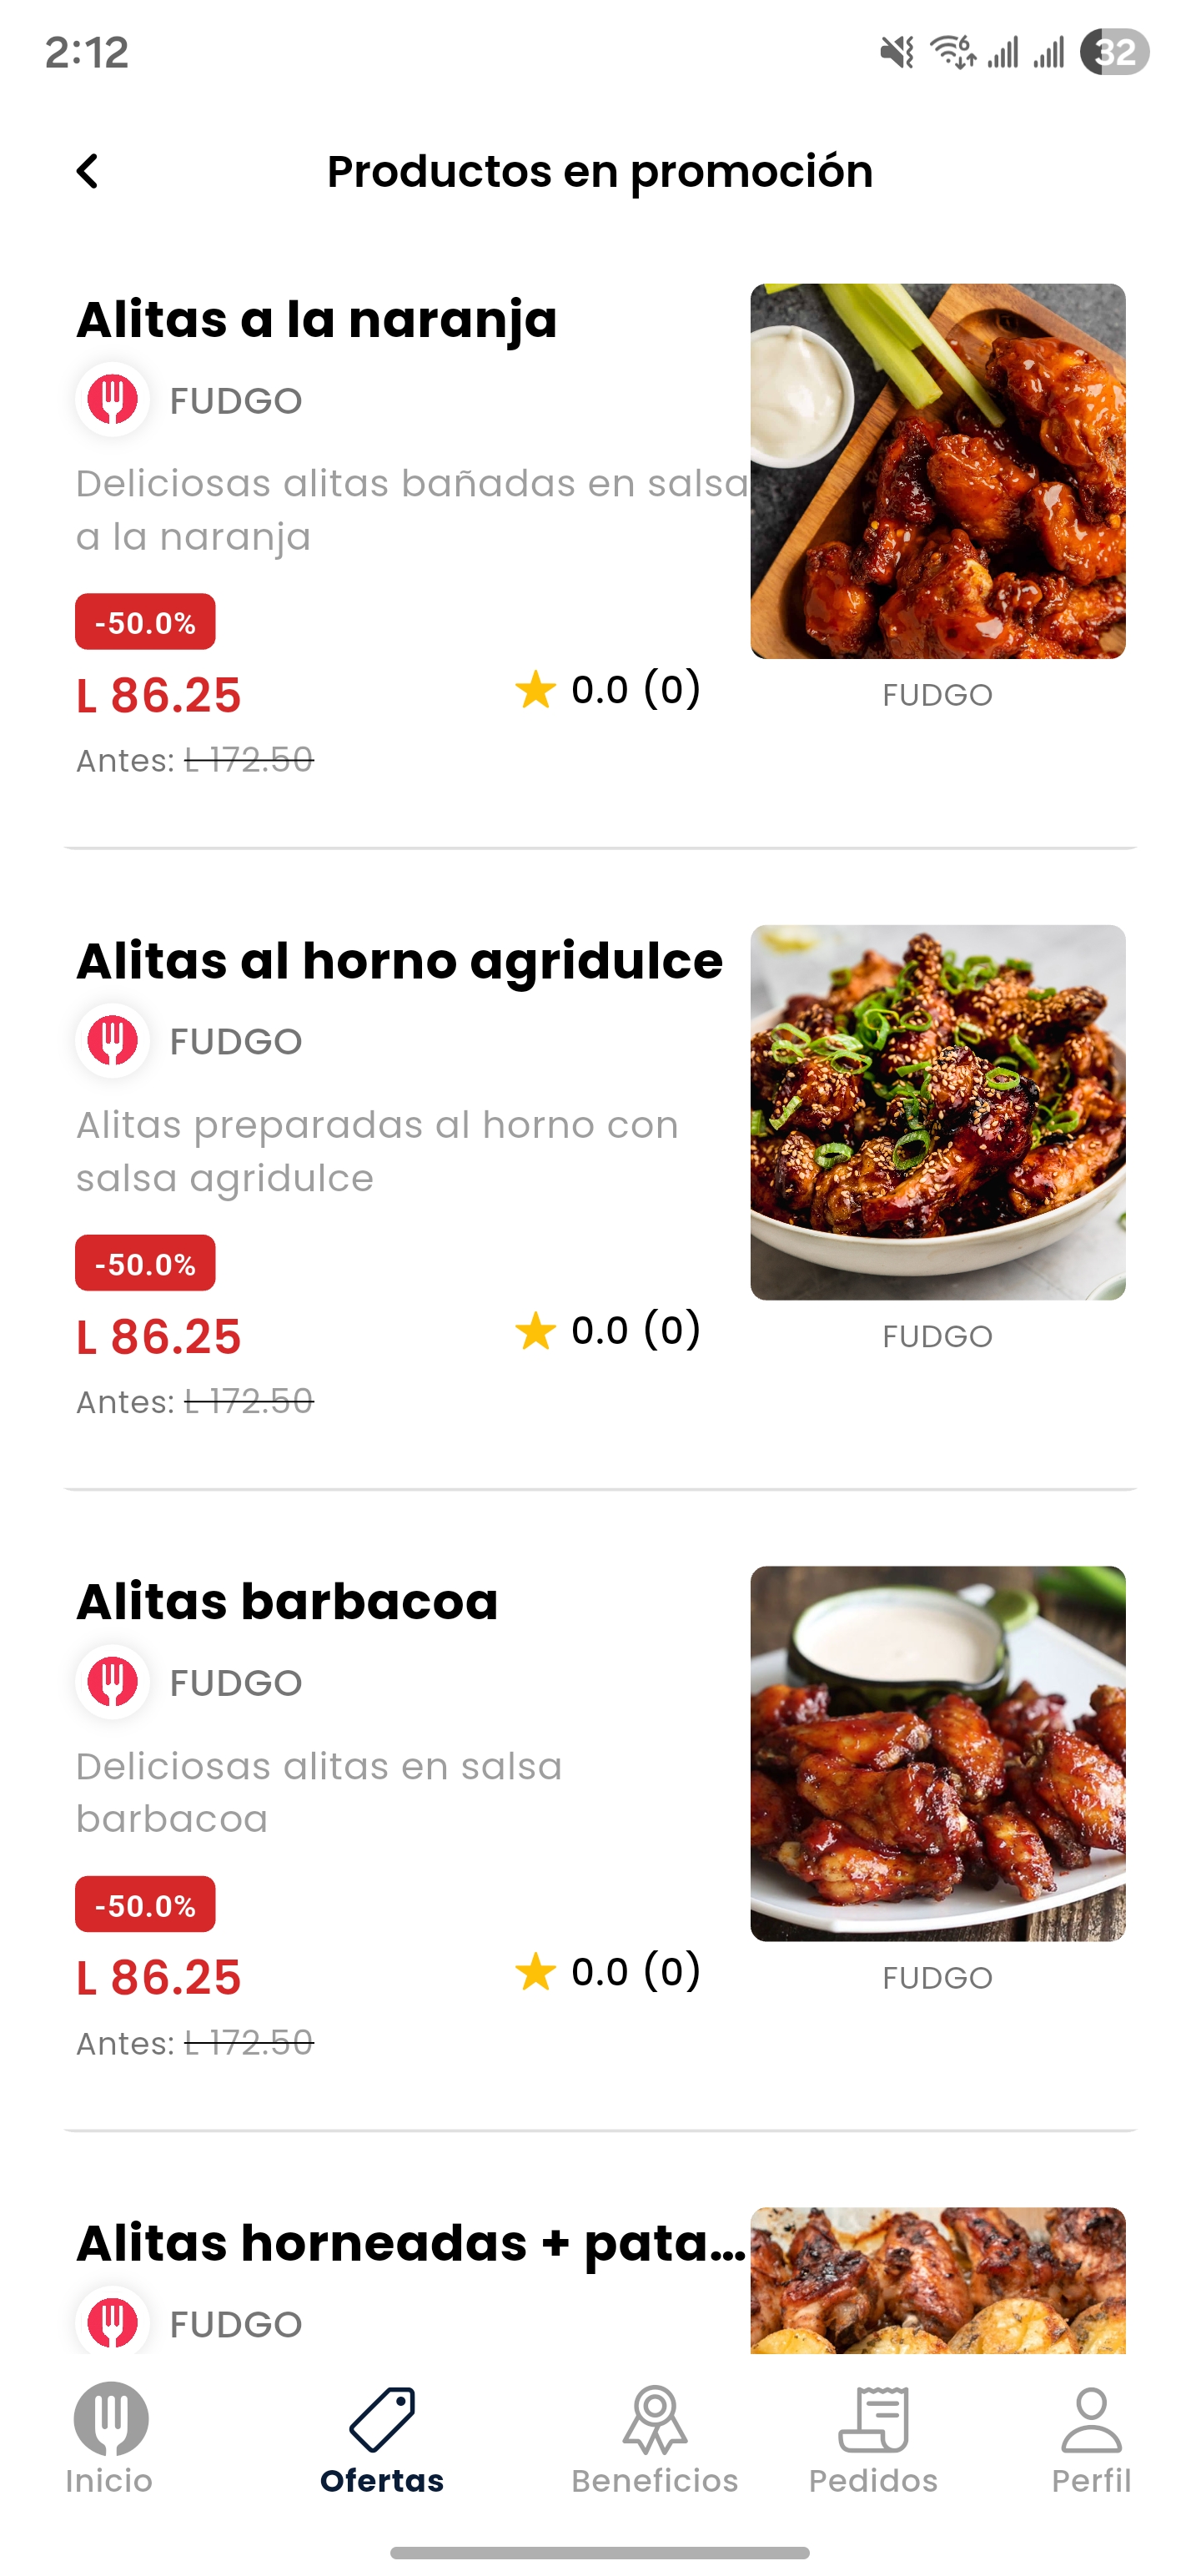 2:12
6
32
Productos en promoción
Alitas a la naranja
FUDGO
Deliciosas alitas bañadas en salsa
a la naranja
-50.0%
L 86.25
0.0 (0)
FUDGO
Antes: L 172.50
Alitas al horno agridulce
FUDGO
Alitas preparadas al horno con
salsa agridulce
-50.0%
L 86.25
0.0 (0)
FUDGO
Antes: L 172.50
Alitas barbacoa
FUDGO
Deliciosas alitas en salsa
barbacoa
-50.0%
L 86.25
0.0 (0)
FUDGO
Antes: L 172.50
Alitas horneadas + pata...
FUDGO
Inicio
Ofertas
Beneficios
Pedidos
Perfil